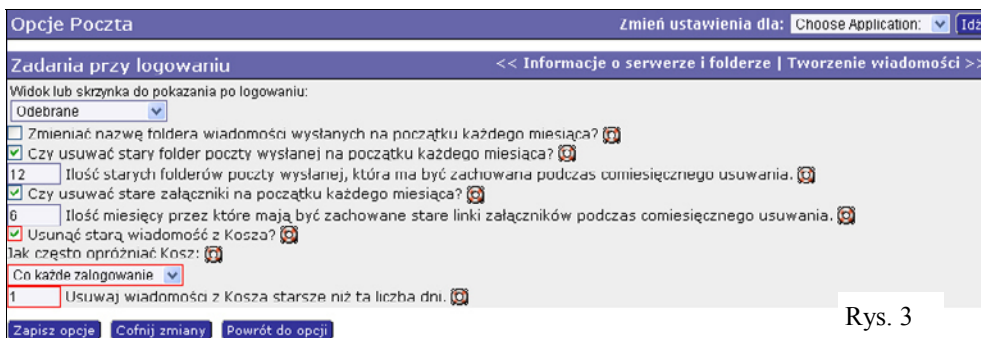 Opcje Poczta Zmień ustawienia dla: Choose Application: Idź
Zadania przy logowaniu << Informacje o serwerze i folderze | Tworzenie wiadomości >>
Widok lub skrzynka do pokazania po logowaniu:
Odebrane
Zmieniać nazwę foldera wiadomości wysłanych na początku każdego miesiąca?
Czy usuwać stary folder poczty wysłanej na początku każdego miesiąca?
12 Ilość starych folderów poczty wysłanej, która ma być zachowana podczas comiesięcznego usuwania.
Czy usuwać stare załączniki na początku każdego miesiąca?
6 Ilość miesięcy przez które mają być zachowane stare linki załączników podczas comiesięcznego usuwania.
Usunąć starą wiadomość z Kosza?
Jak często opróżniać Kosz:
Co każde zalogowanie
1 Usuwaj wiadomości z Kosza starsze niż ta liczba dni.
Zapisz opcje Cofnij zmiany Powrót do opcji
Rys. 3